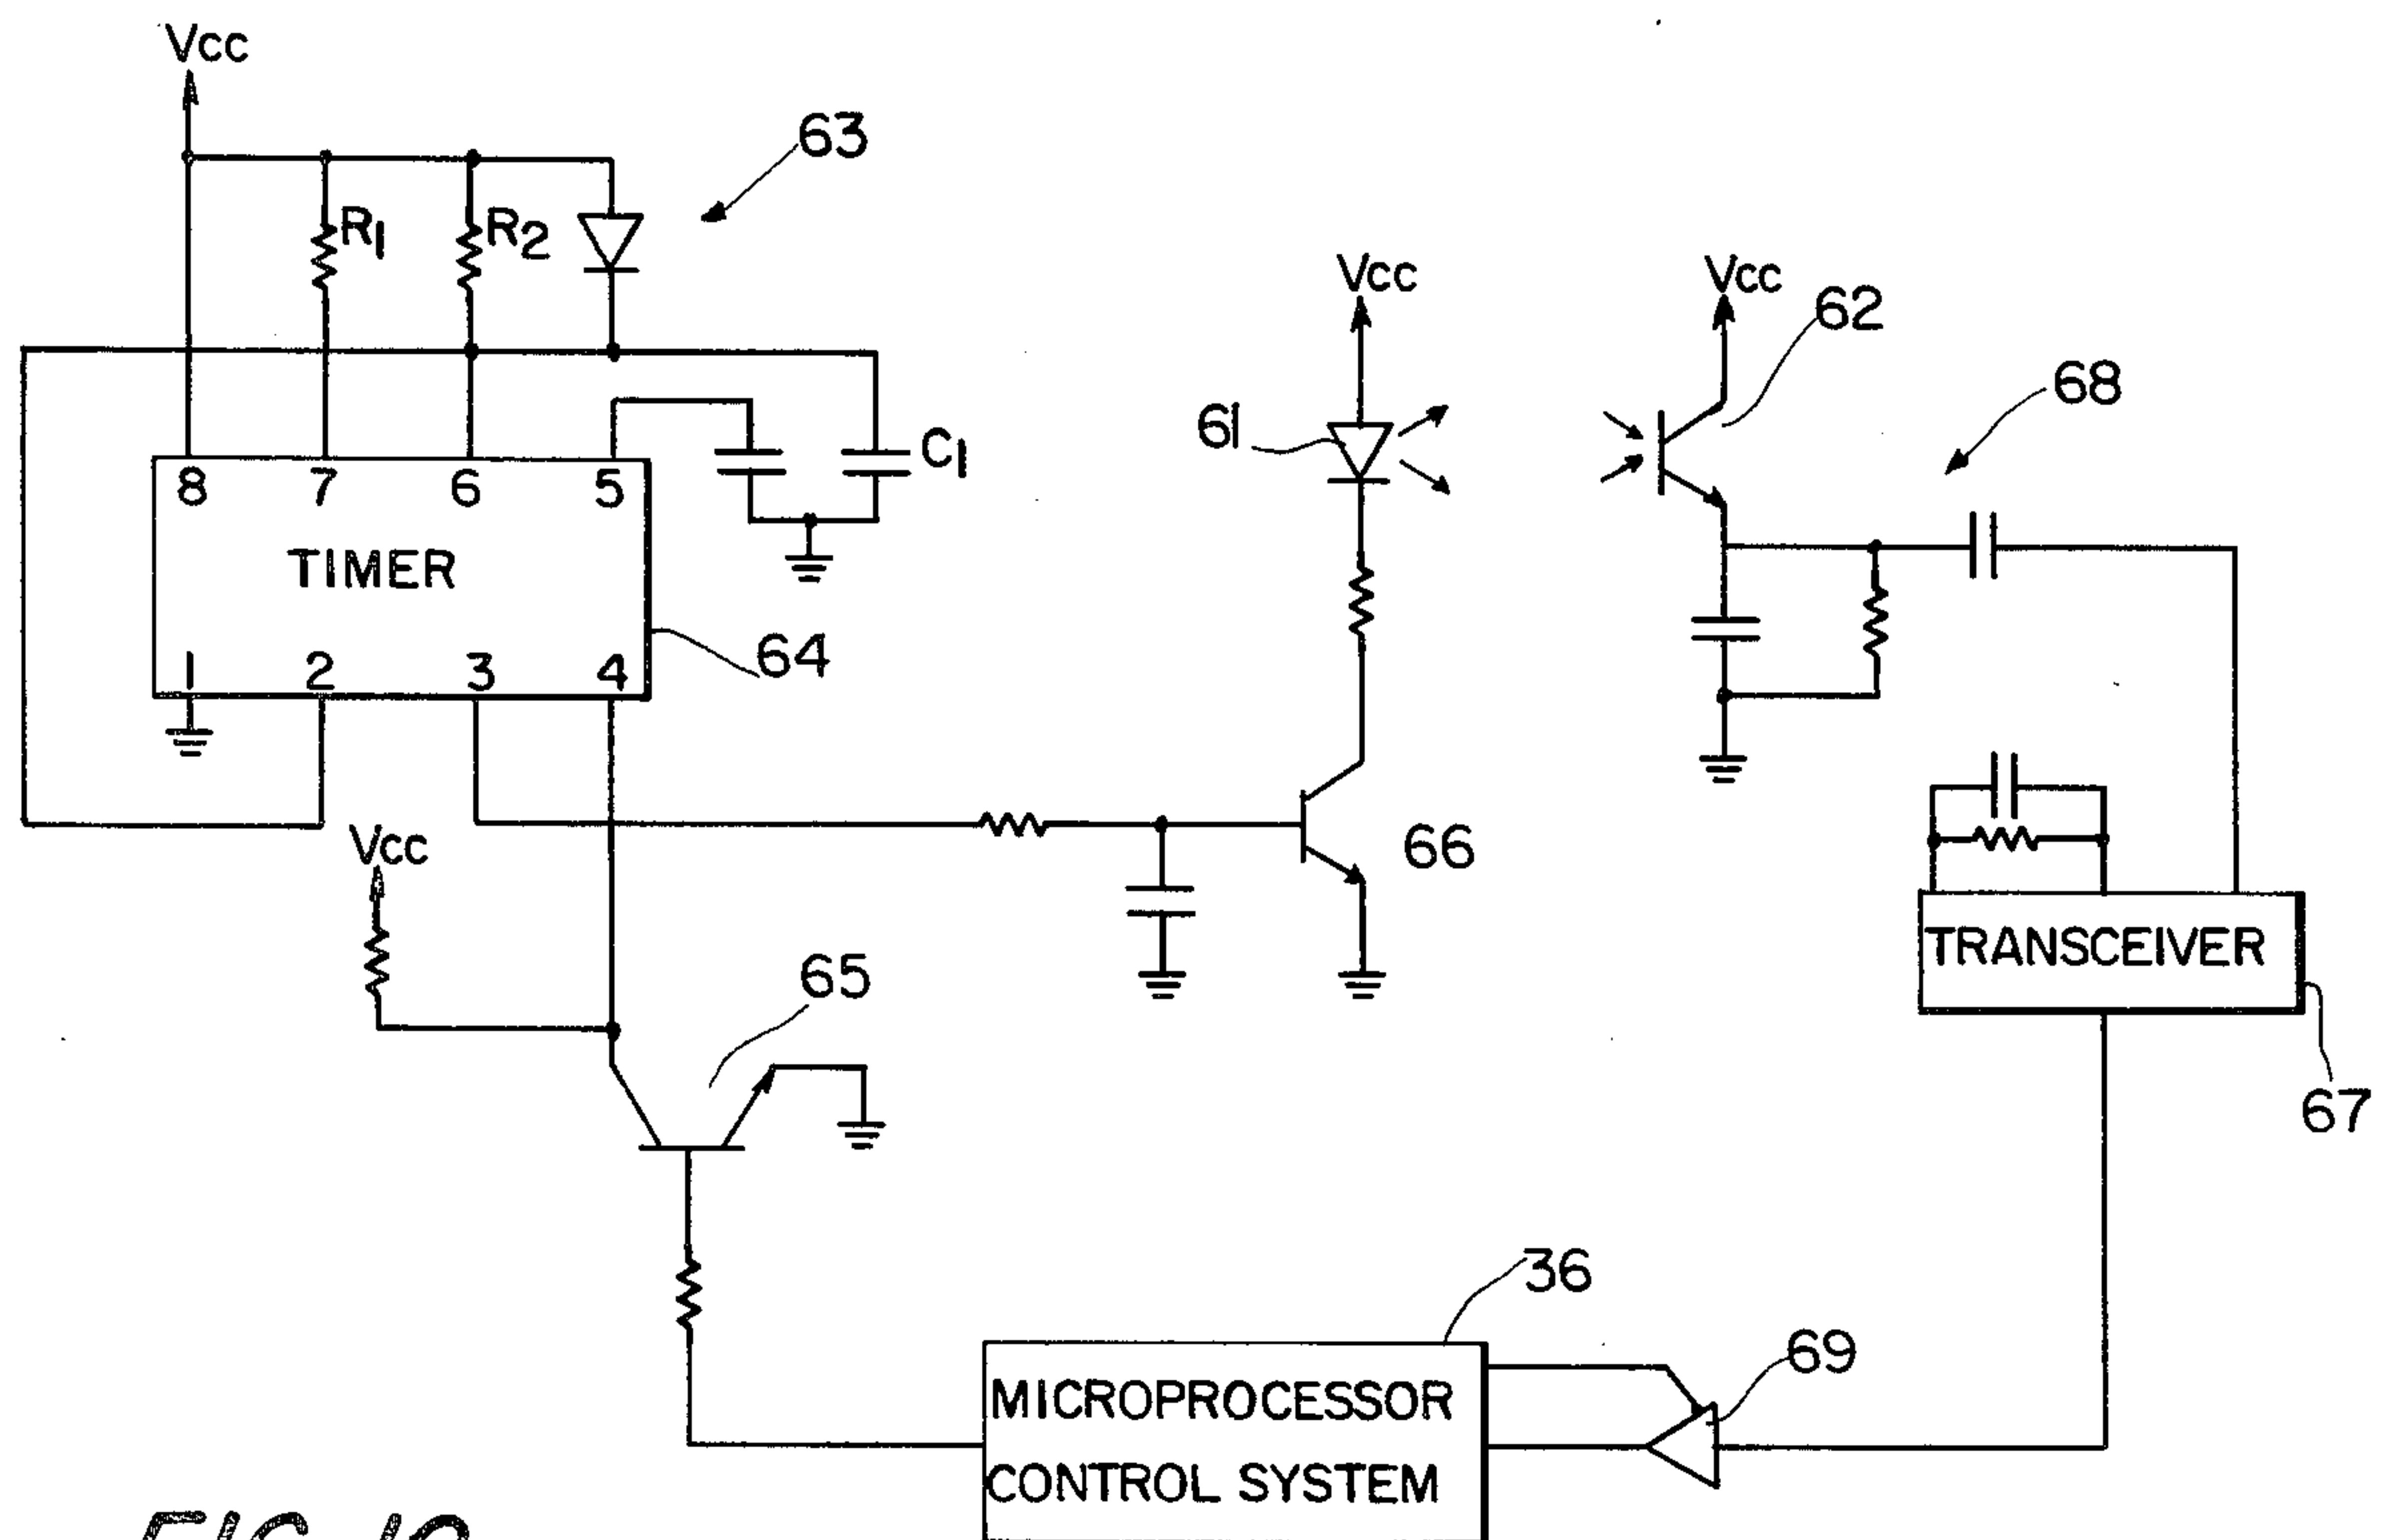 Vcc
63
R1
R2
Vcc
Vcc
62
61
68
C1
8 7 6 5
TIMER
64
1 2 3 4
Vcc
66
65
TRANSCEIVER
67
36
69
MICROPROCESSOR
CONTROL SYSTEM